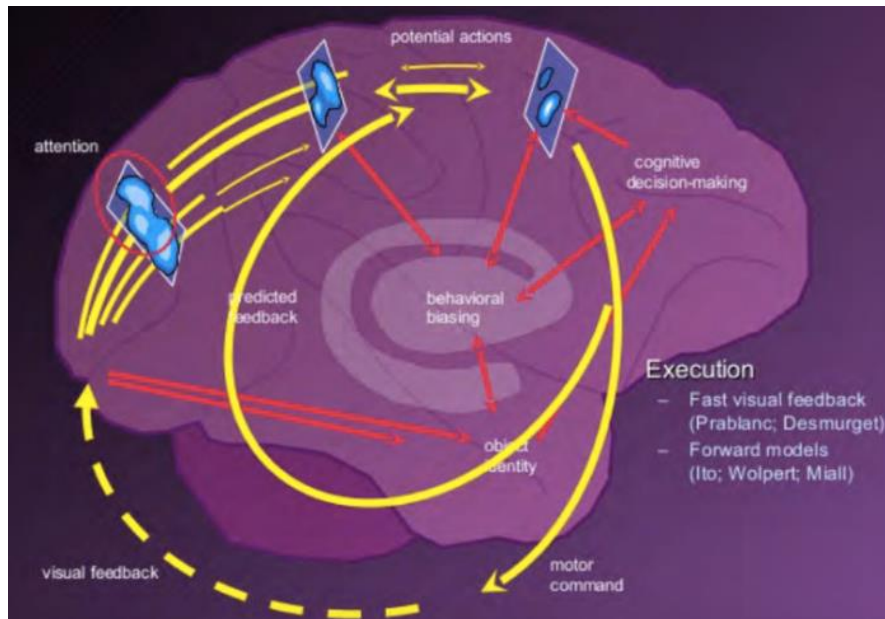 potential actions
attention
cognitive
decision-making
predicted
feedback
behavioral
biasing
Execution
– Fast visual feedback
(Prablanc; Desmurget)
– Forward models
(Ito; Wolpert; Miall)
object
identity
visual feedback
motor
command